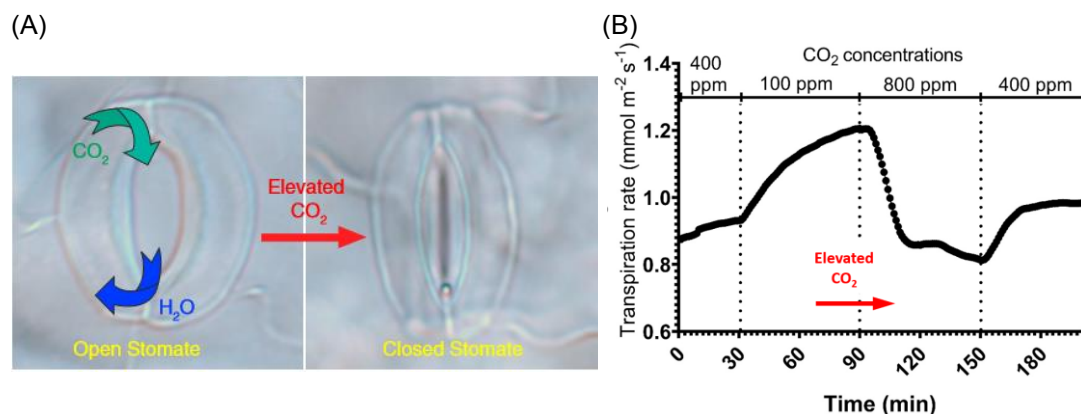 (A)
CO₂
H₂O
Open Stomate
Elevated
CO₂
Closed Stomate
(B)
CO₂ concentrations
400
ppm
100 ppm
800 ppm
400 ppm
Transpiration rate (mmol m⁻² s⁻¹)
1.4
1.2
1.0
0.8
0.6
Elevated
CO₂
0
30
60
90
120
150
180
Time (min)